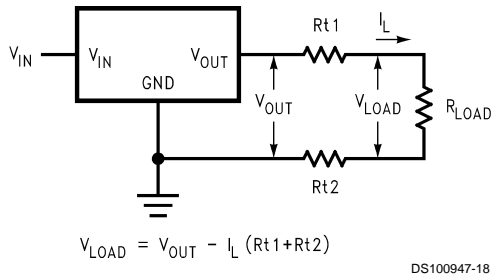 Rt1
I_L
V_IN
V_IN
V_OUT
GND
V_OUT
V_LOAD
R_LOAD
Rt2
V_LOAD = V_OUT - I_L (Rt1+Rt2)
DS100947-18